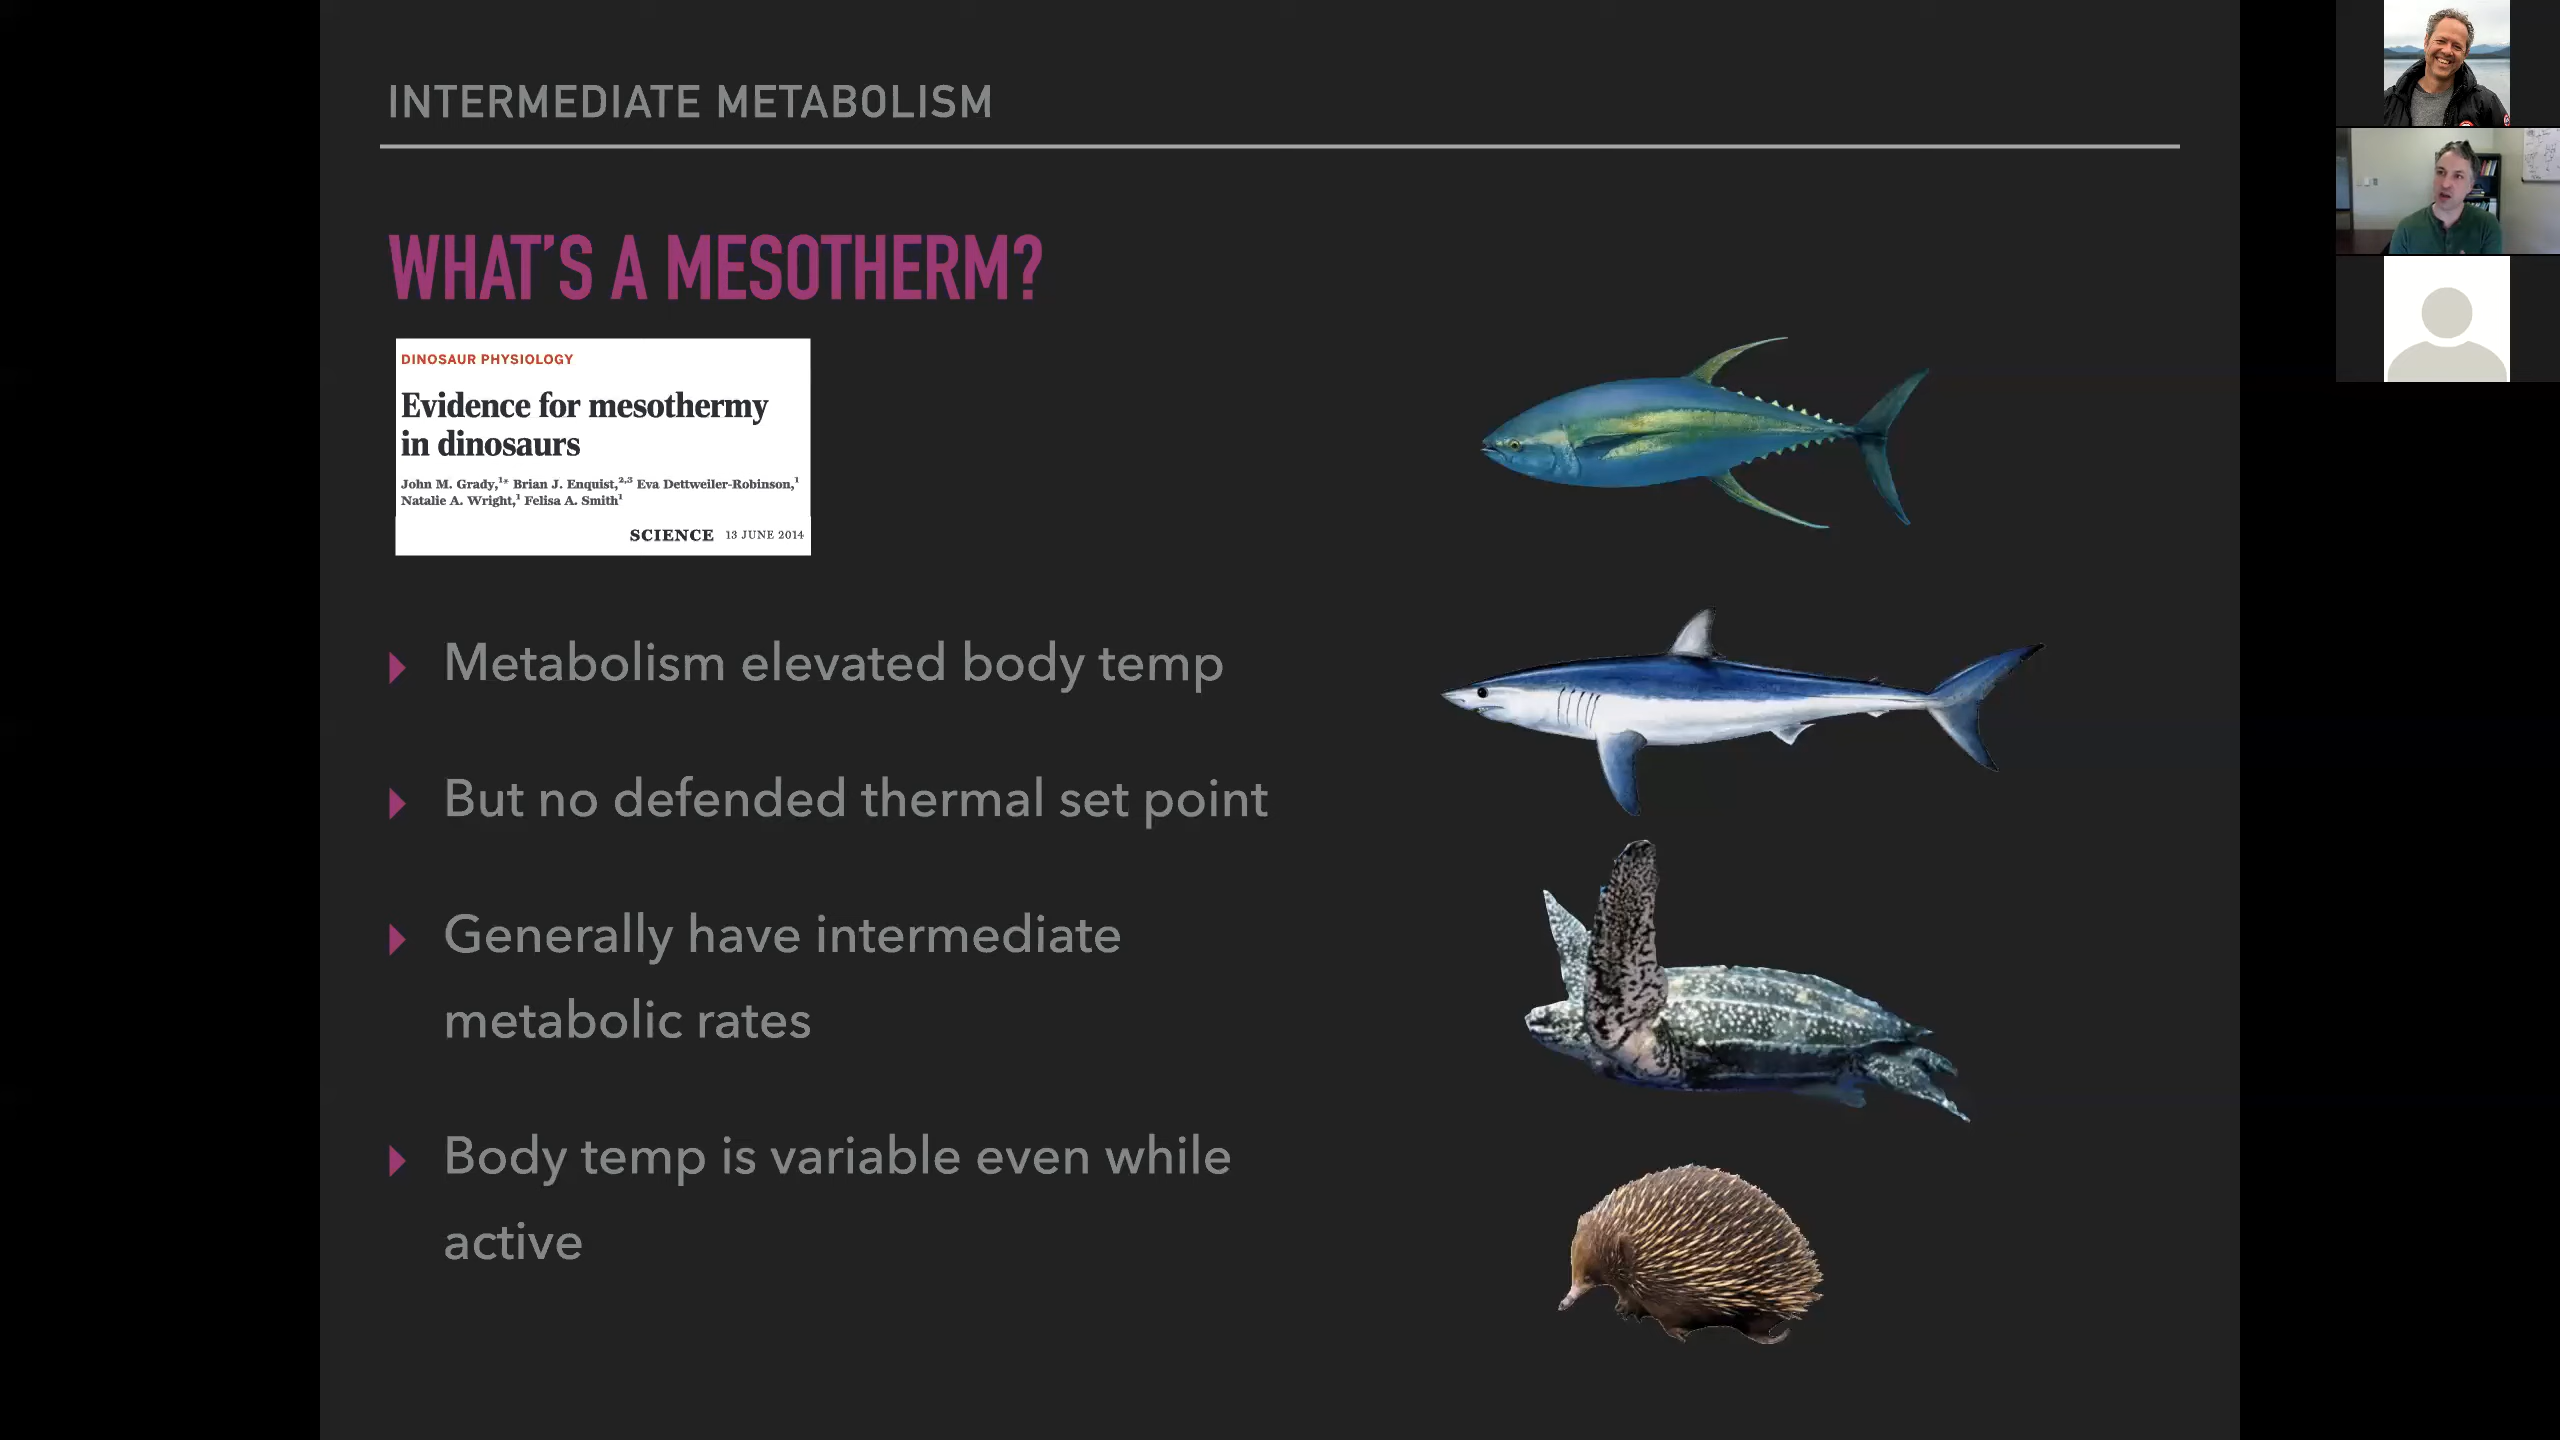 INTERMEDIATE METABOLISM
WHAT'S A MESOTHERM?
DINOSAUR PHYSIOLOGY
Evidence for mesothermy
in dinosaurs
John M. Grady,¹* Brian J. Enquist,²,³ Eva Dettweiler-Robinson,¹
Natalie A. Wright,¹ Felisa A. Smith¹
SCIENCE 13 JUNE 2014
Metabolism elevated body temp
But no defended thermal set point
Generally have intermediate
metabolic rates
Body temp is variable even while
active